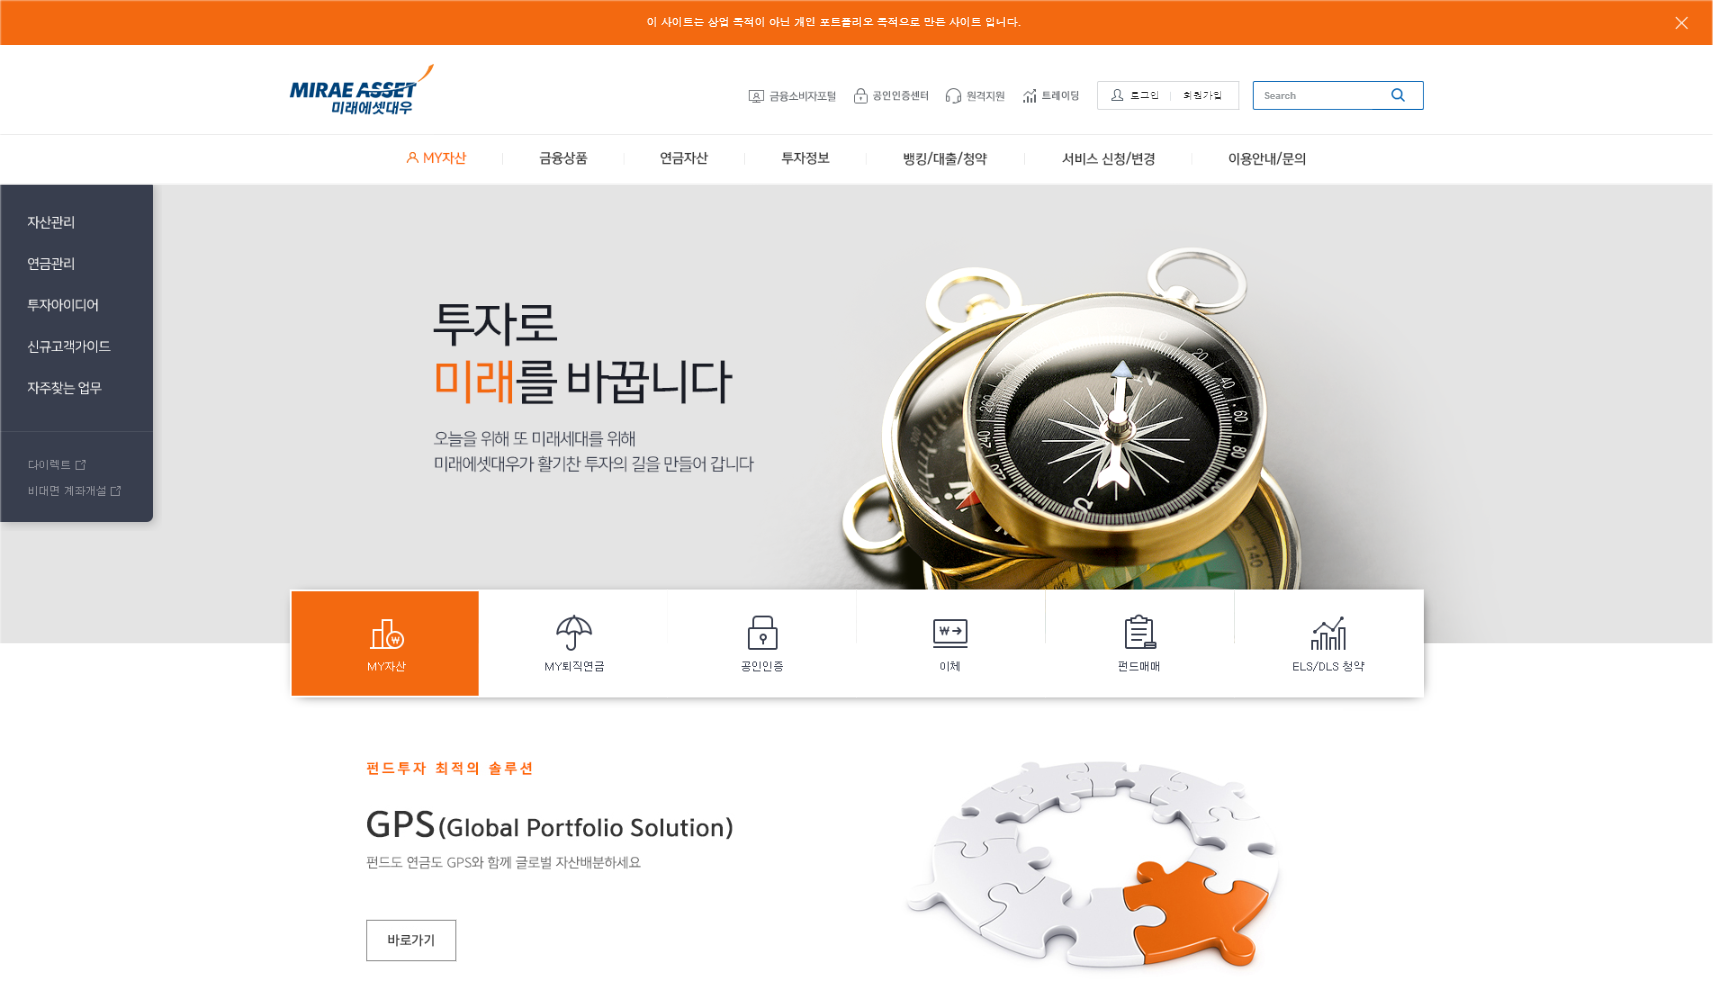 이 사이트는 상업 목적이 아닌 개인 포트폴리오 목적으로 만든 사이트 입니다.
MIRAE ASSET
미래에셋대우
금융소비자포털
공인인증센터
원격지원
트레이딩
로그인
회원가입
Search
MY자산
금융상품
연금자산
투자정보
뱅킹/대출/청약
서비스 신청/변경
이용안내/문의
자산관리
연금관리
투자아이디어
신규고객가이드
자주찾는 업무
다이렉트
비대면 계좌개설
투자로
미래를 바꿉니다
오늘을 위해 또 미래세대를 위해
미래에셋대우가 활기찬 투자의 길을 만들어 갑니다
N
0
20
40
60
80
240
260
140
MY자산
MY퇴직연금
공인인증
이체
펀드매매
ELS/DLS 청약
펀드투자 최적의 솔루션
GPS(Global Portfolio Solution)
펀드도 연금도 GPS와 함께 글로벌 자산배분하세요
바로가기